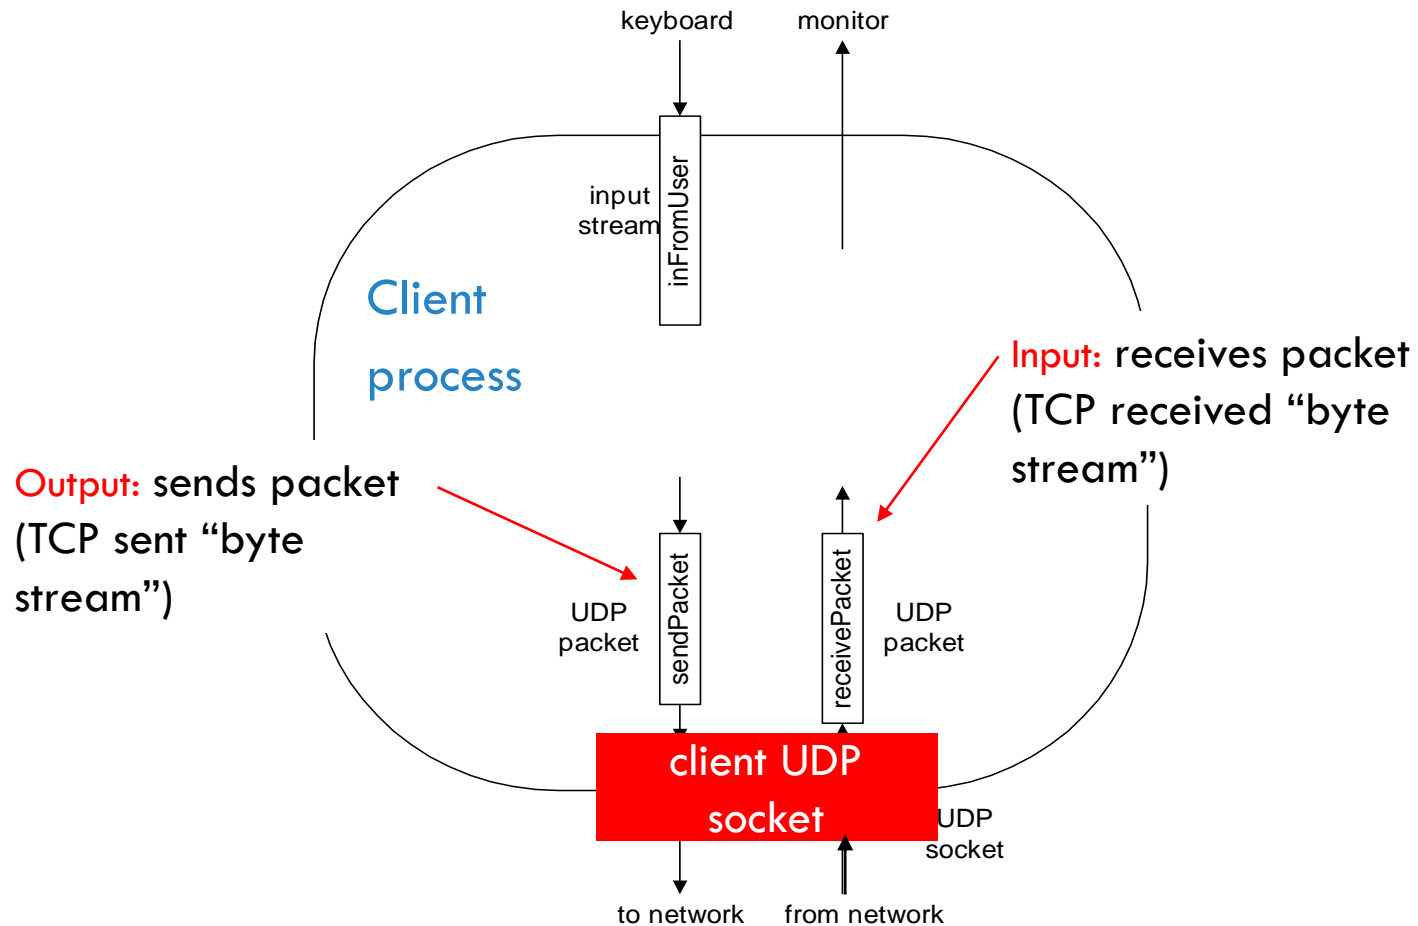 keyboard
monitor
input
stream
inFromUser
Client
process
Input: receives packet
(TCP received “byte
stream”)
Output: sends packet
(TCP sent “byte
stream”)
UDP
packet
sendPacket
receivePacket
UDP
packet
client UDP
socket
UDP
socket
to network
from network